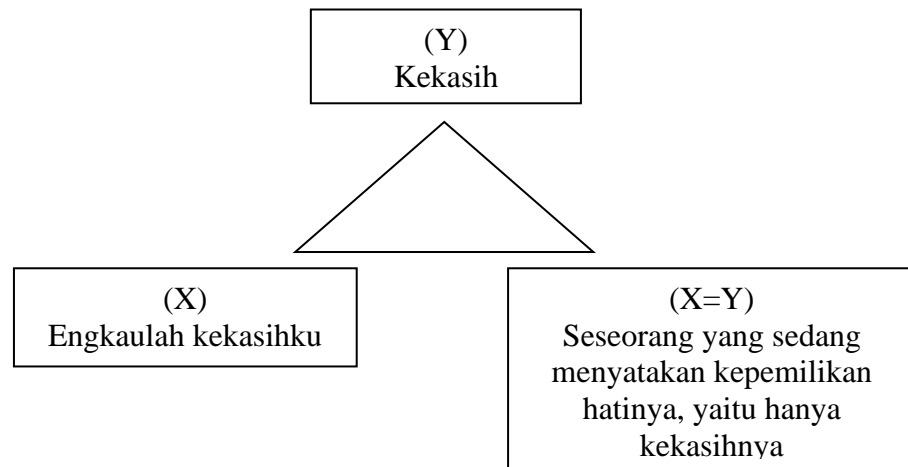 (Y)
Kekasih
(X)
Engkaulah kekasihku
(X=Y)
Seseorang yang sedang
menyatakan kepemilikan
hatinya, yaitu hanya
kekasihnya